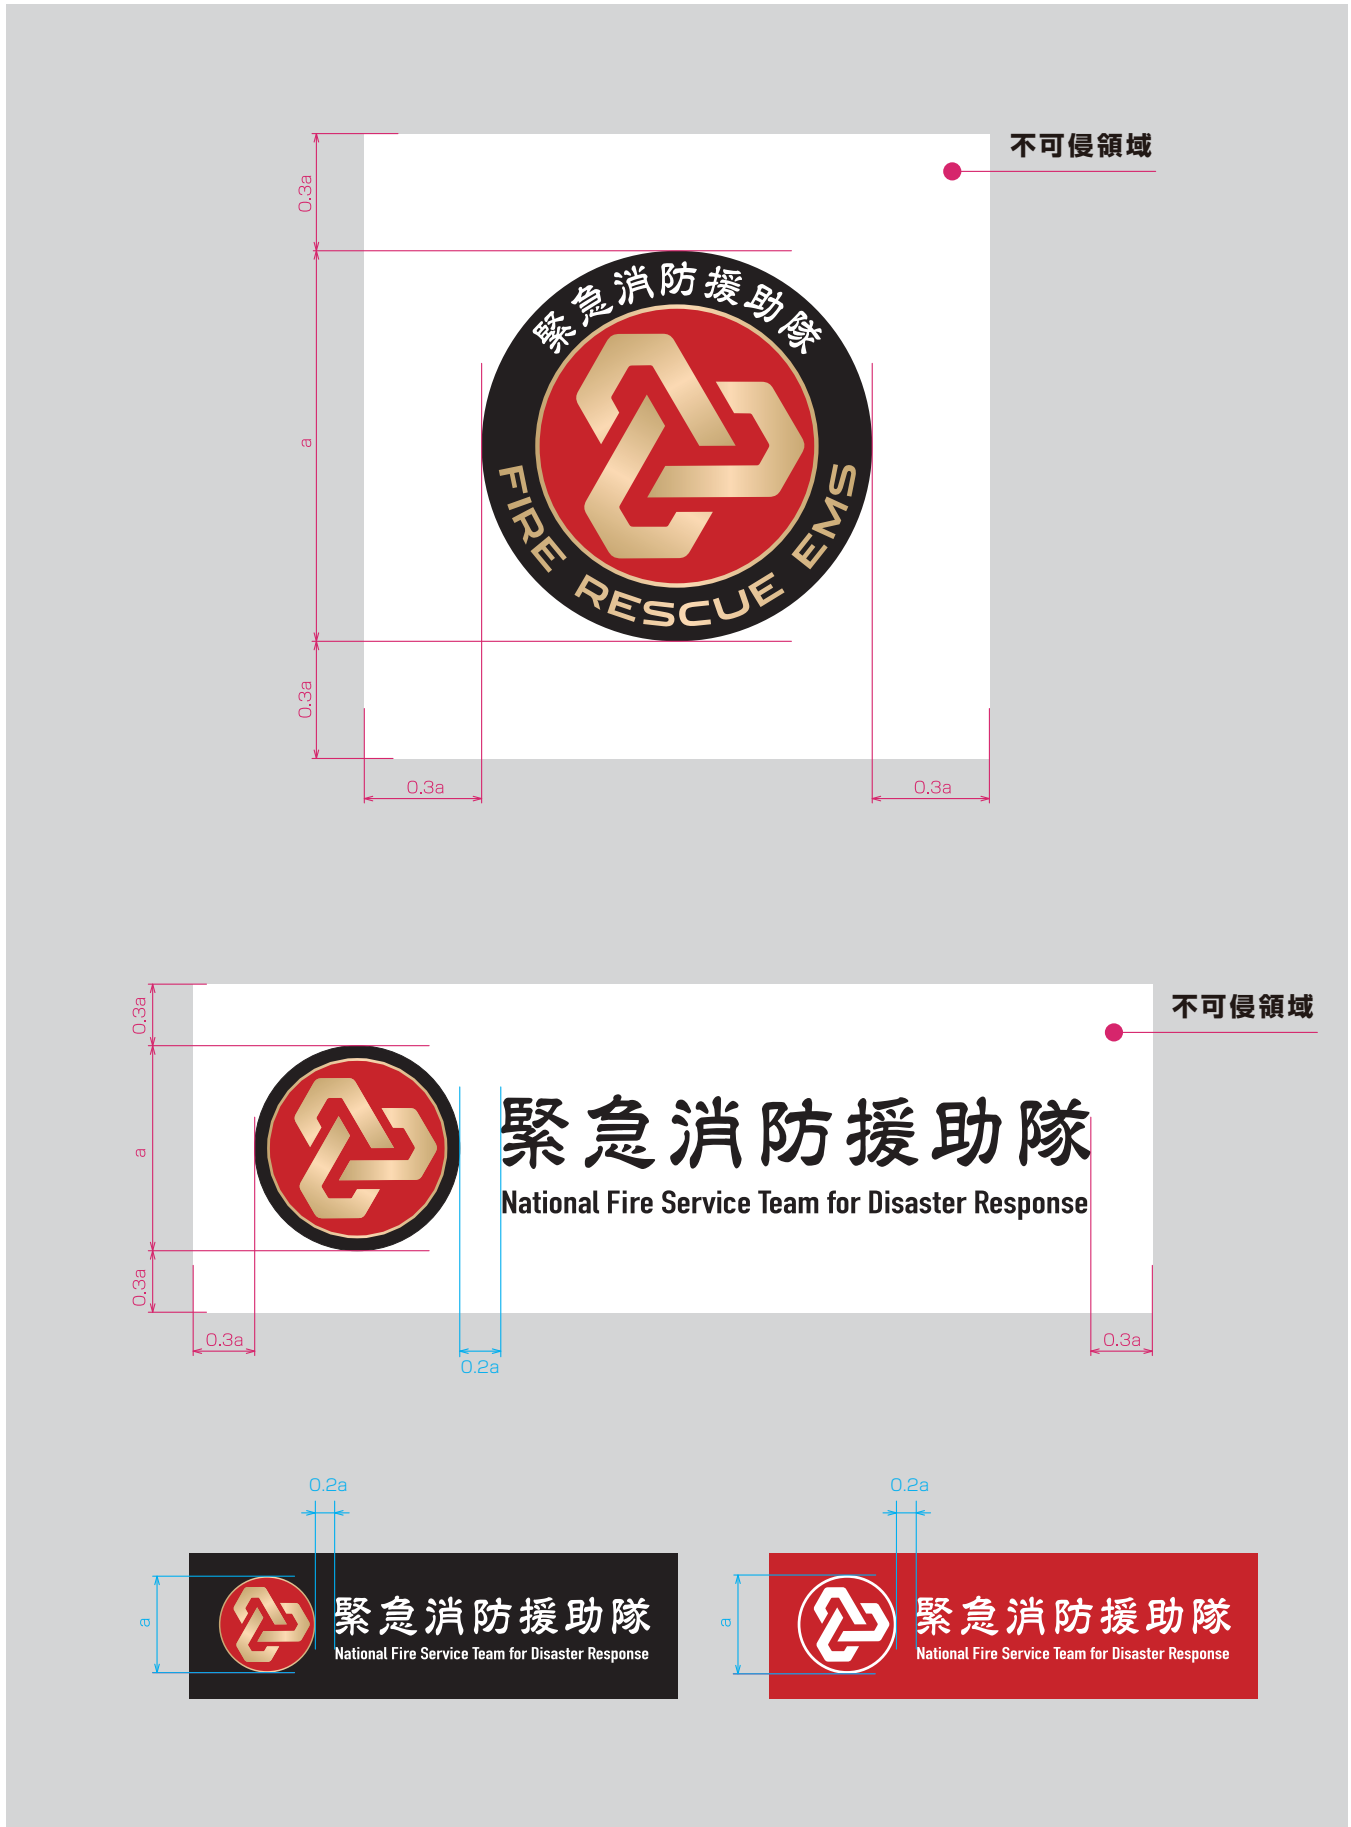 不可侵領域
0.3a
緊急消防援助隊
a
FIRE RESCUE EMS
0.3a
0.3a
0.3a
不可侵領域
0.3a
緊急消防援助隊
a
National Fire Service Team for Disaster Response
0.3a
0.3a
0.3a
0.2a
0.2a
0.2a
a
緊急消防援助隊
National Fire Service Team for Disaster Response
a
緊急消防援助隊
National Fire Service Team for Disaster Response